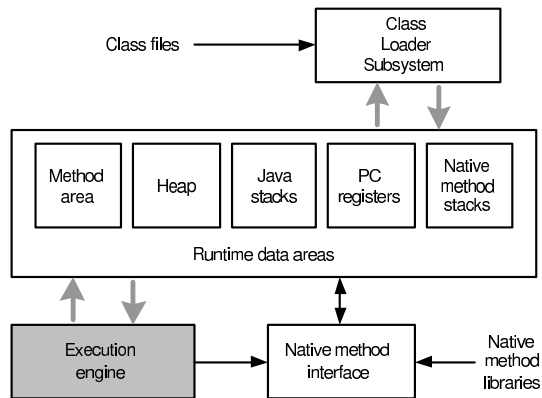 Class files
Class
Loader
Subsystem
Method
area
Heap
Java
stacks
PC
registers
Native
method
stacks
Runtime data areas
Execution
engine
Native method
interface
Native
method
libraries